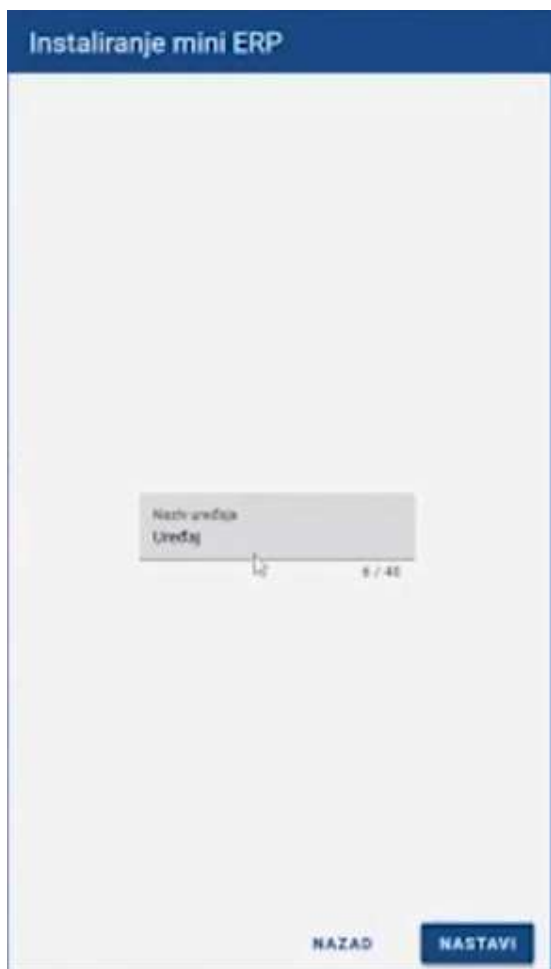 Instaliranje mini ERP
Naziv uređaja
Uređaj
6 / 40
NAZAD
NASTAVI